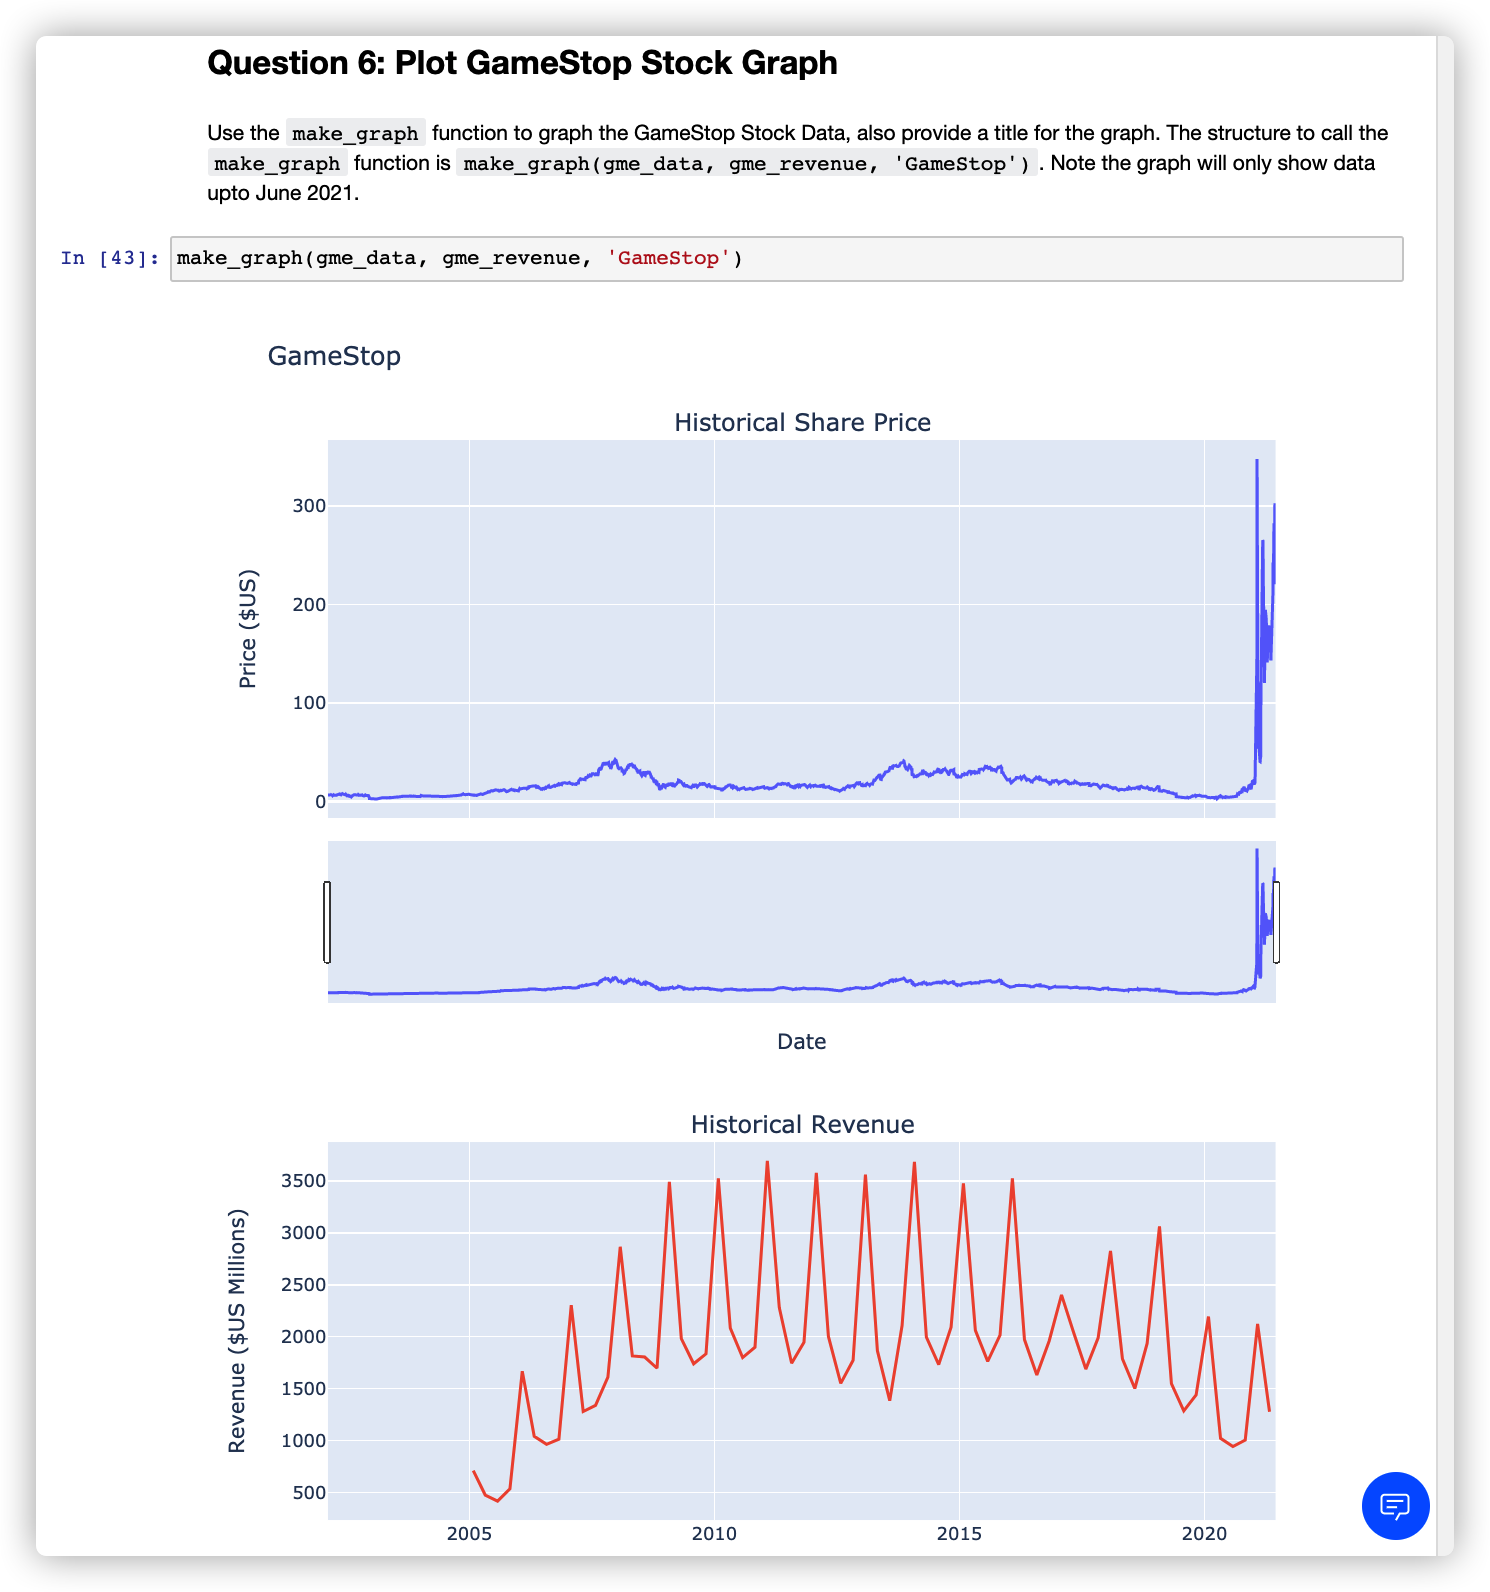 Question 6: Plot GameStop Stock Graph
Use the make_graph function to graph the GameStop Stock Data, also provide a title for the graph. The structure to call the
make_graph function is make_graph(gme_data, gme_revenue, 'GameStop') . Note the graph will only show data
upto June 2021.
In [43]: make_graph(gme_data, gme_revenue, 'GameStop')
GameStop
Historical Share Price
300
200
100
0
Price ($US)
Date
Historical Revenue
3500
3000
2500
2000
1500
1000
500
Revenue ($US Millions)
2005 2010 2015 2020